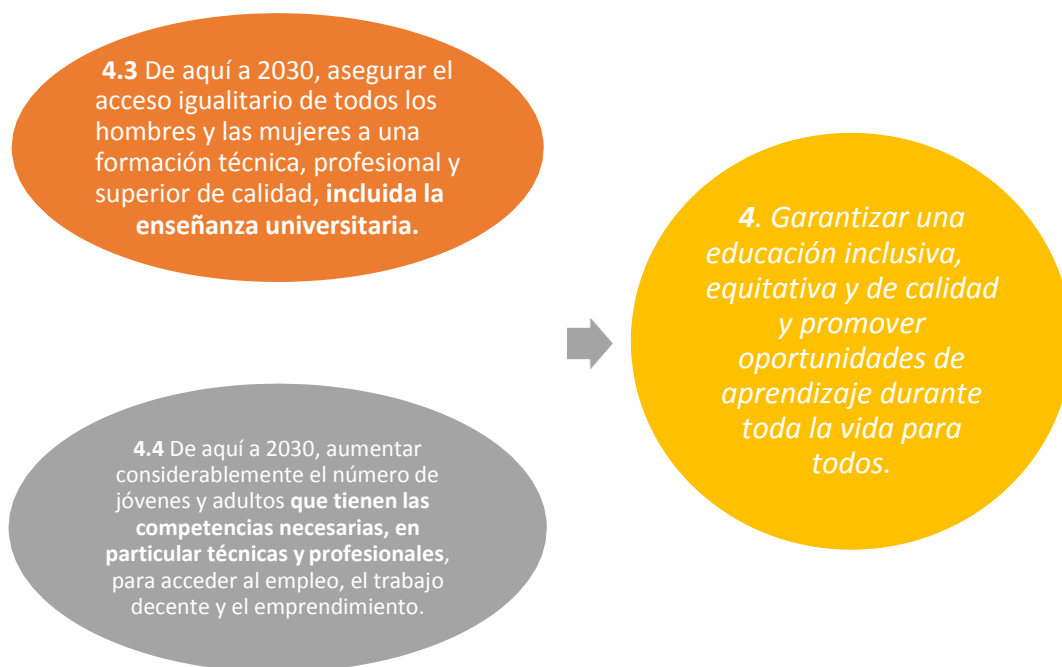 4.3 De aquí a 2030, asegurar el
acceso igualitario de todos los
hombres y las mujeres a una
formación técnica, profesional y
superior de calidad, incluida la
enseñanza universitaria.
4.4 De aquí a 2030, aumentar
considerablemente el número de
jóvenes y adultos que tienen las
competencias necesarias, en
particular técnicas y profesionales,
para acceder al empleo, el trabajo
decente y el emprendimiento.
4. Garantizar una
educación inclusiva,
equitativa y de calidad
y promover
oportunidades de
aprendizaje durante
toda la vida para
todos.